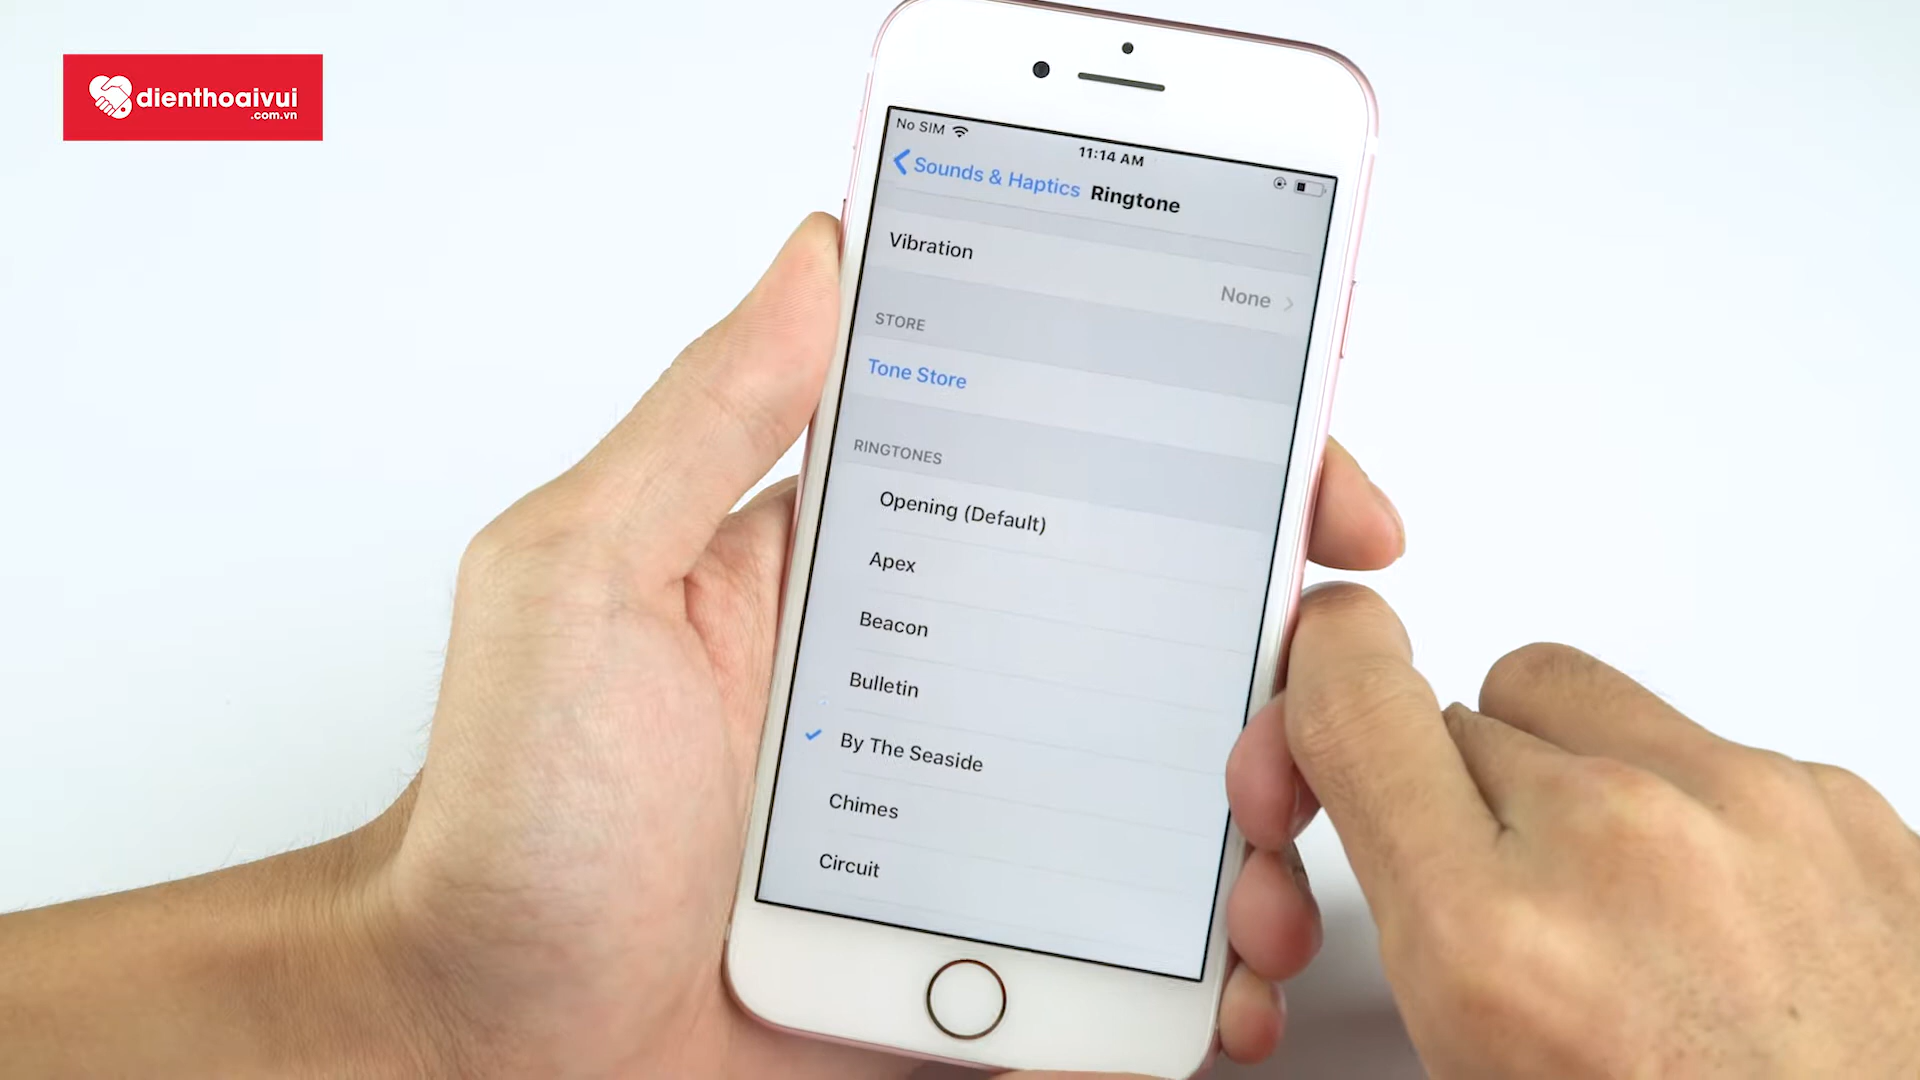 dienthoaivui
.com.vn
No SIM
11:14 AM
Sounds & Haptics Ringtone
Vibration
None
STORE
Tone Store
RINGTONES
Opening (Default)
Apex
Beacon
Bulletin
By The Seaside
Chimes
Circuit